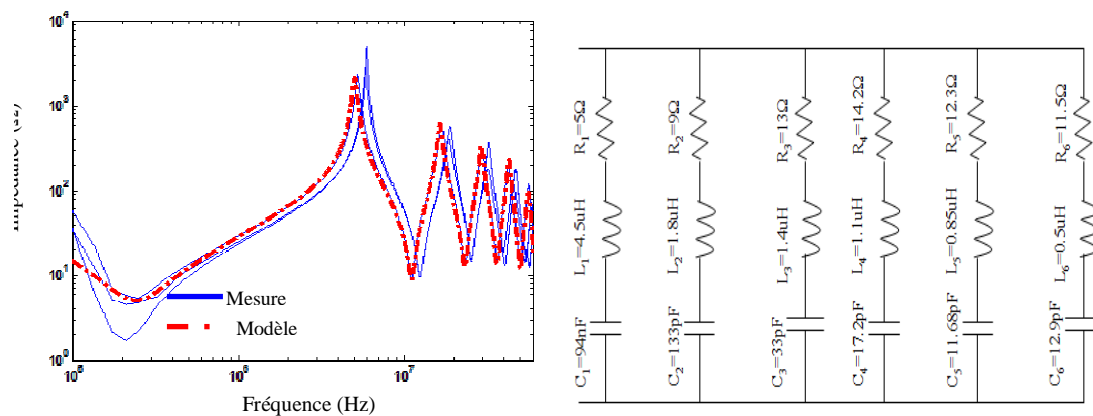 10⁴
10³
10²
10¹
10⁰
10⁵
10⁶
10⁷
Mesure
Modèle
Fréquence (Hz)
R₁=5Ω
R₂=9Ω
R₃=13Ω
R₄=14.2Ω
R₅=12.3Ω
R₆=11.5Ω
L₁=4.5uH
L₂=1.8uH
L₃=1.4uH
L₄=1.1uH
L₅=0.85uH
L₆=0.5uH
C₁=94nF
C₂=133pF
C₃=33pF
C₄=17.2pF
C₅=11.68pF
C₆=12.9pF